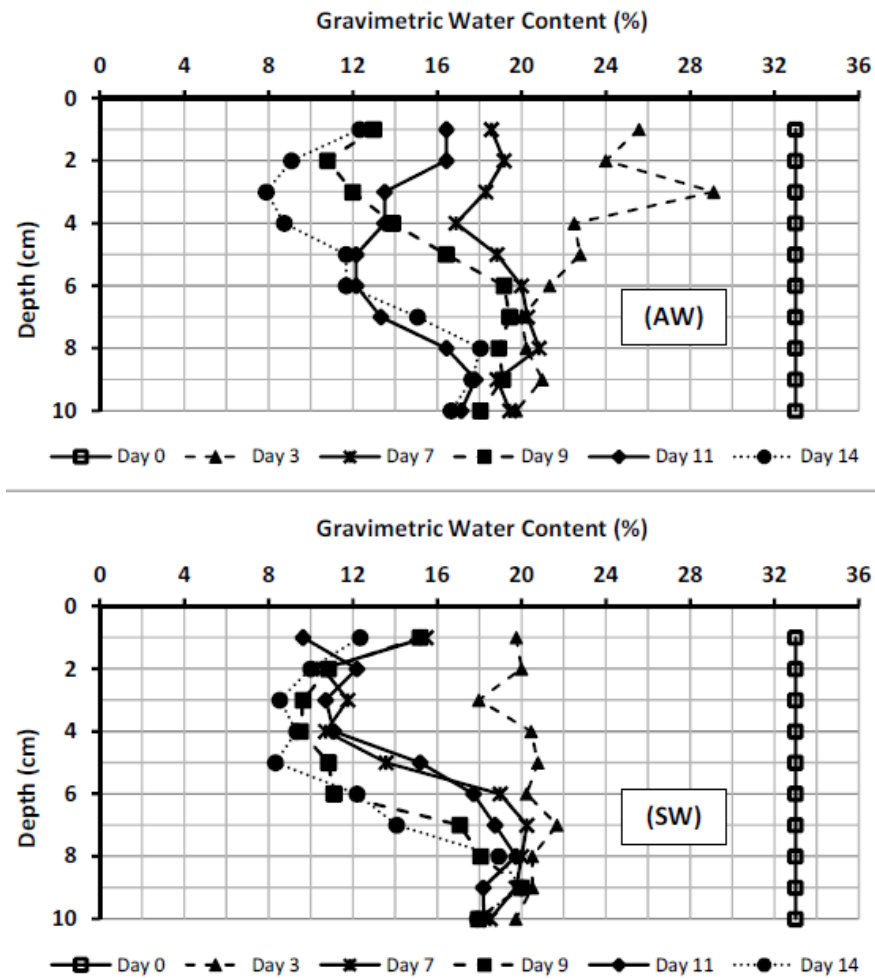 Gravimetric Water Content (%)
0 4 8 12 16 20 24 28 32 36
0
2
4
6
8
10
Depth (cm)
(AW)
Day 0 Day 3 Day 7 Day 9 Day 11 Day 14
Gravimetric Water Content (%)
0 4 8 12 16 20 24 28 32 36
0
2
4
6
8
10
Depth (cm)
(SW)
Day 0 Day 3 Day 7 Day 9 Day 11 Day 14